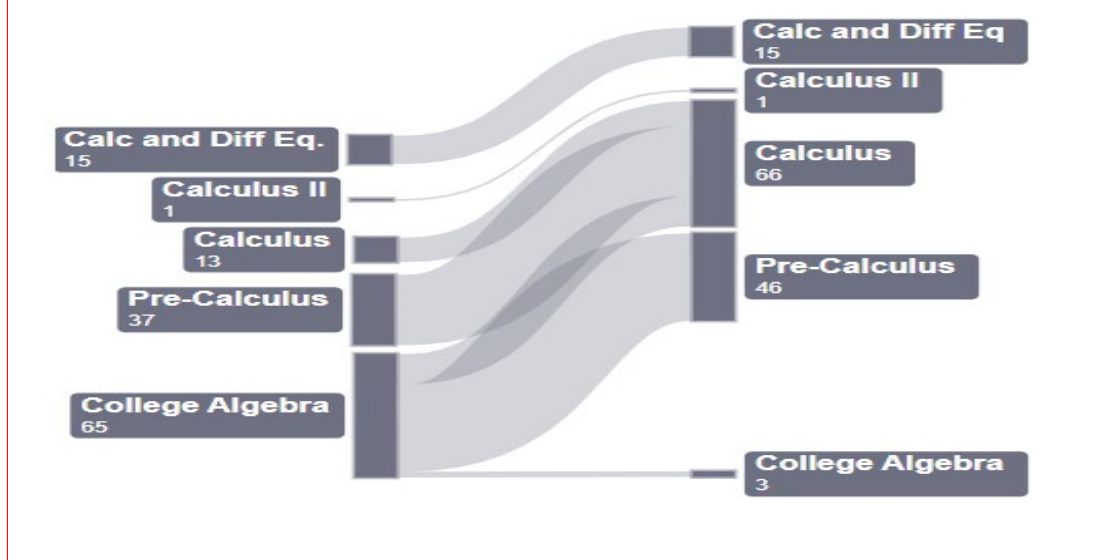 Calc and Diff Eq.
15
Calculus II
1
Calculus
13
Pre-Calculus
37
College Algebra
65
Calc and Diff Eq
15
Calculus II
1
Calculus
66
Pre-Calculus
46
College Algebra
3